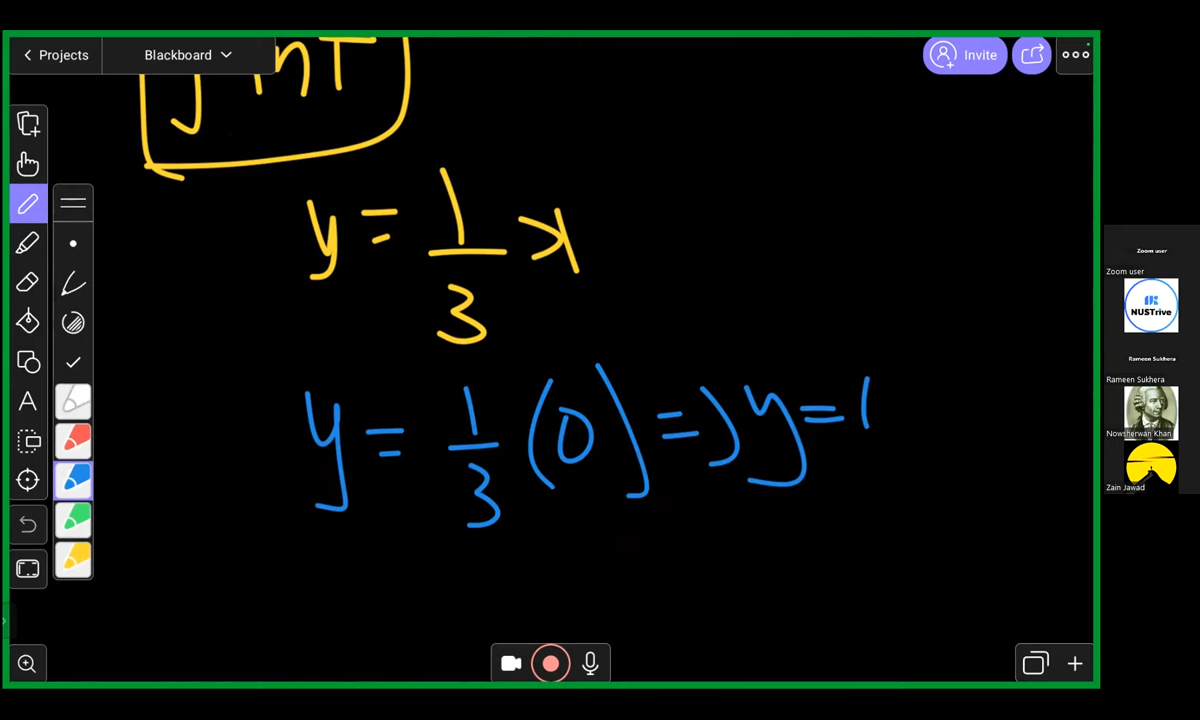 Projects
Blackboard
Invite
y int
y = 1/3 x
y = 1/3 (0) => y =
A
Zoom user
Zoom user
NUSTrive
Rameen Sukhera
Rameen Sukhera
Nowsherwan Khan
Zain Jawad